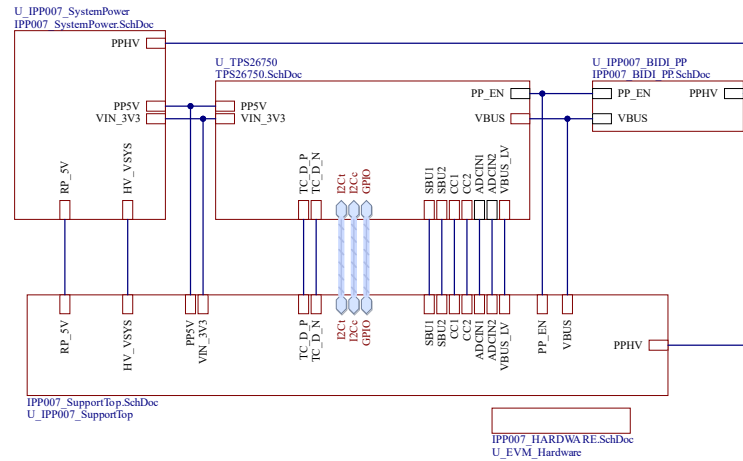 U_IPP007_SystemPower
IPP007_SystemPower.SchDoc
PPHV
PP5V
VIN_3V3
RP_5V
HV_VSYS
U_TPS26750
TPS26750.SchDoc
PP_EN
PP5V
VBUS
VIN_3V3
TC_D_P
TC_D_N
I2Ct
I2Cc
GPIO
SBU1
SBU2
CC1
CC2
ADCIN1
ADCIN2
VBUS_LV
U_IPP007_BIDI_PP
IPP007_BIDI_PP.SchDoc
PP_EN
PPHV
VBUS
RP_5V
HV_VSYS
PP5V
VIN_3V3
TC_D_P
TC_D_N
I2Ct
I2Cc
GPIO
SBU1
SBU2
CC1
CC2
ADCIN1
ADCIN2
VBUS_LV
PP_EN
VBUS
PPHV
IPP007_SupportTop.SchDoc
U_IPP007_SupportTop
IPP007_HARDWARE.SchDoc
U_EVM_Hardware